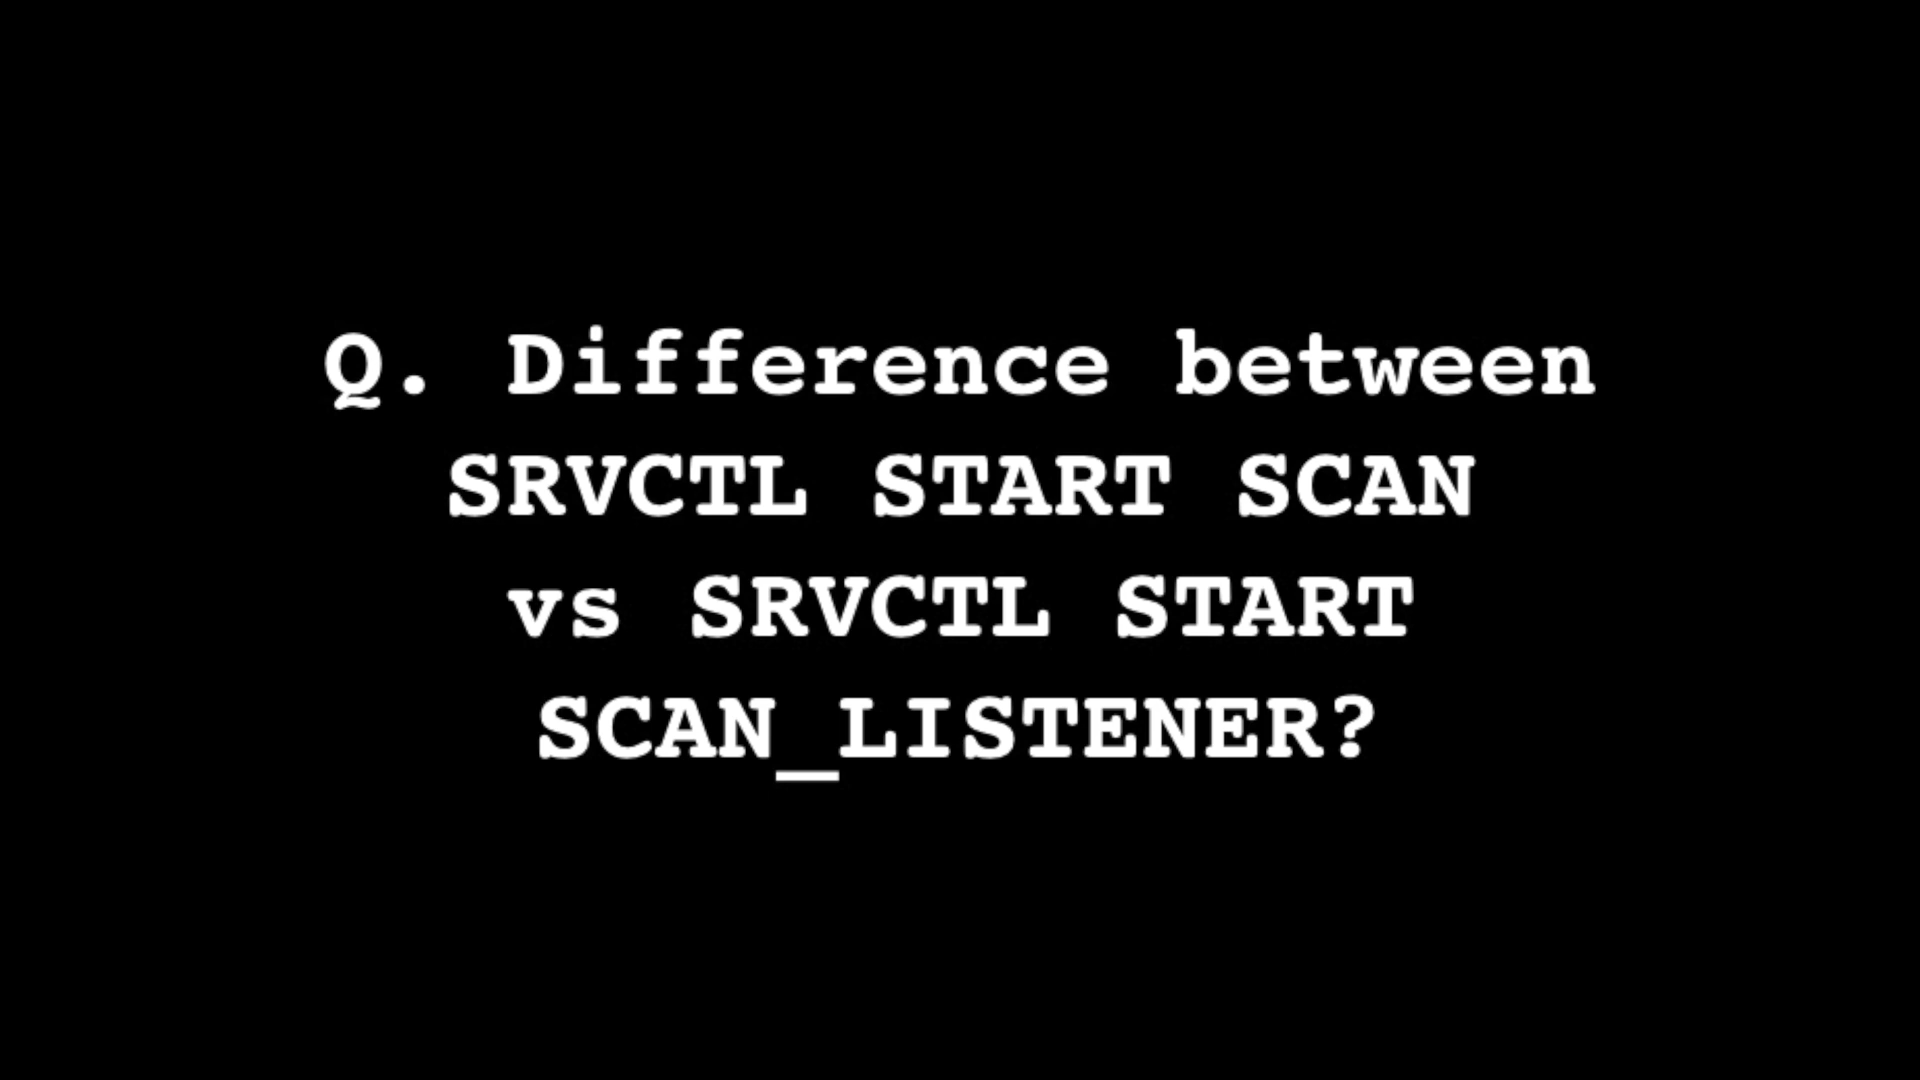 Q. Difference between
SRVCTL START SCAN
vs SRVCTL START
SCAN_LISTENER?